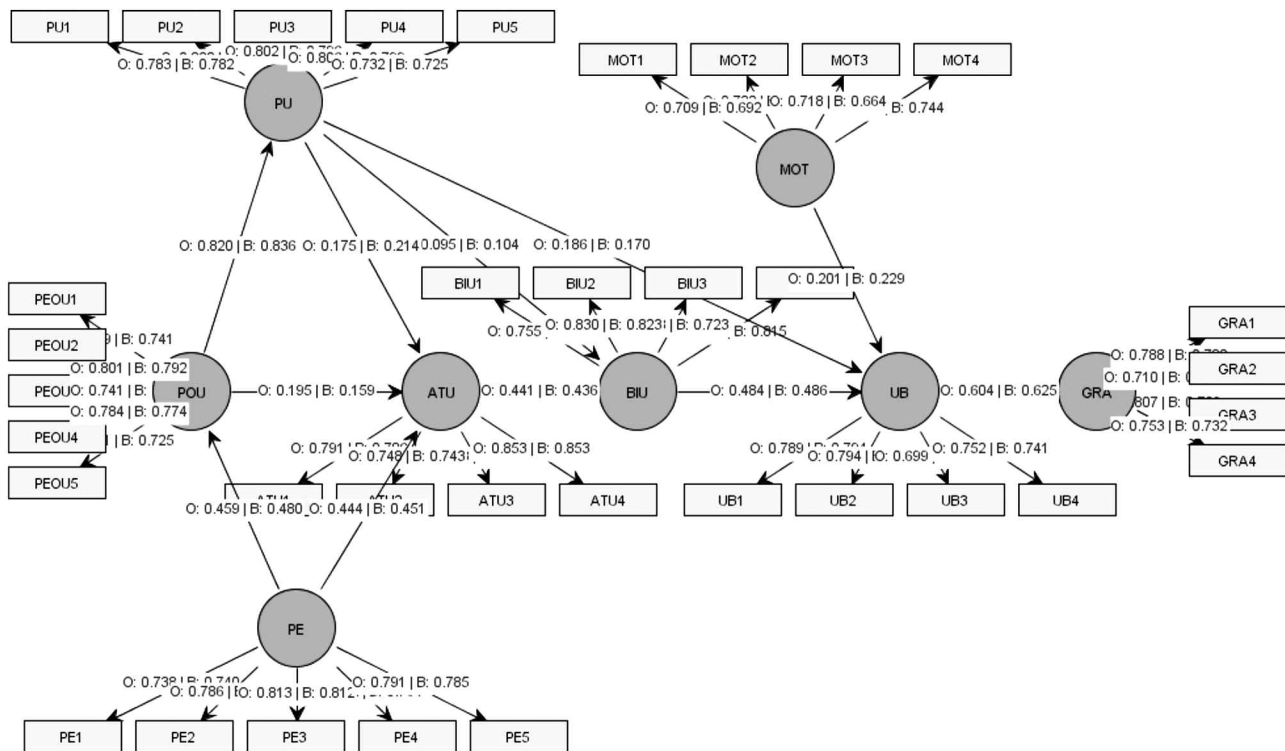 PU1 PU2 PU3 PU4 PU5
O: 0.802
O: 0.783 | B: 0.782
0.732 | B: 0.725
PU
MOT1 MOT2 MOT3 MOT4
O: 0.709 | B: 0.692
O: 0.718 | B: 0.664
B: 0.744
MOT
O: 0.820 | B: 0.836
O: 0.175 | B: 0.214
0.095 | B: 0.104
O: 0.186 | B: 0.170
O: 0.201 | B: 0.229
BIU1 BIU2 BIU3
O: 0.755
O: 0.830 | B: 0.823
0.723
B: 0.815
PEOU1
PEOU2
PEOU4
PEOU5
B: 0.741
O: 0.801 | B: 0.792
O: 0.741 | B:
O: 0.784 | B: 0.774
B: 0.725
POU
O: 0.195 | B: 0.159
ATU
O: 0.441 | B: 0.436
BIU
O: 0.484 | B: 0.486
UB
O: 0.604 | B: 0.625
GRA
O: 0.788
O: 0.710
807
O: 0.753 | B: 0.732
GRA1
GRA2
GRA3
GRA4
O: 0.791
0.748 | B: 0.743
O: 0.853 | B: 0.853
ATU3 ATU4
O: 0.789
0.794
0.699
O: 0.752 | B: 0.741
UB1 UB2 UB3 UB4
O: 0.459 | B: 0.480
O: 0.444 | B: 0.451
PE
O: 0.738
O: 0.786
O: 0.813 | B: 0.812
O: 0.791 | B: 0.785
PE1 PE2 PE3 PE4 PE5